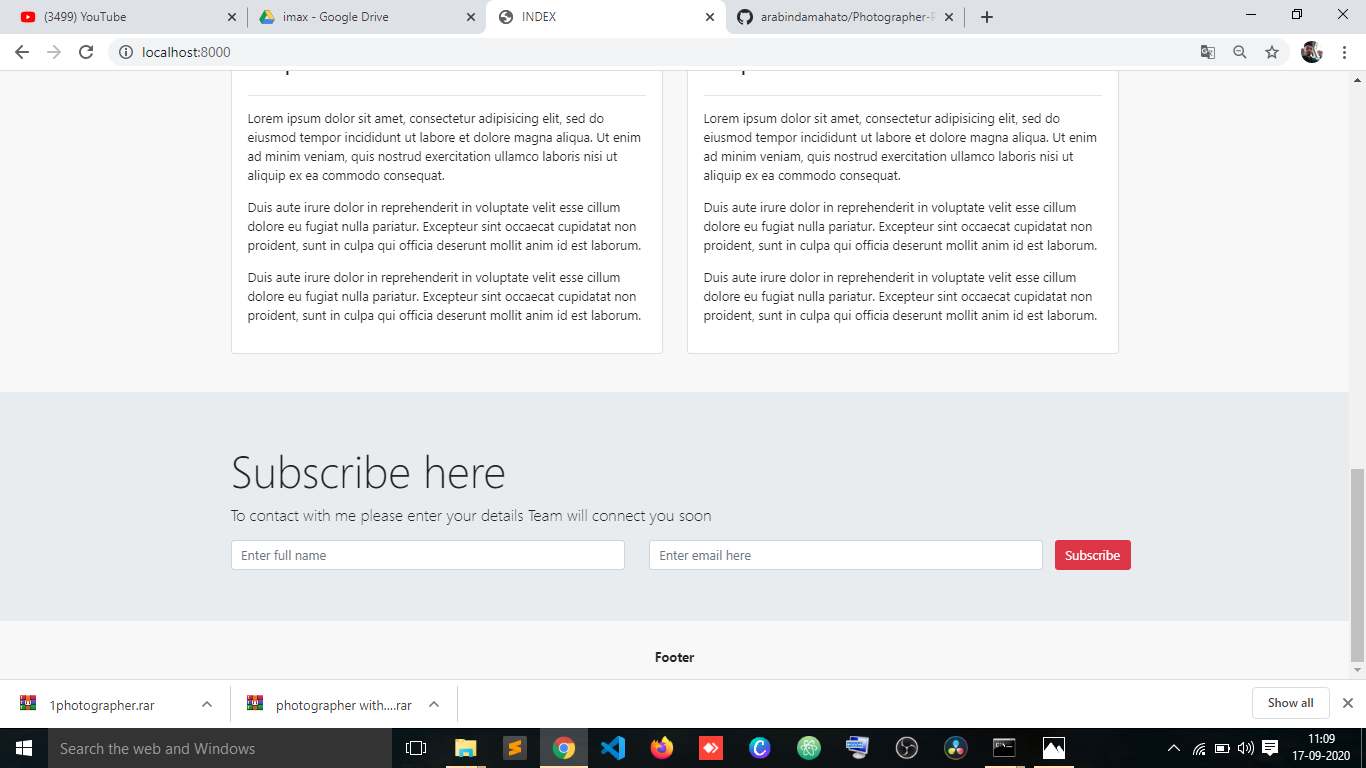 (3499) YouTube
imax - Google Drive
INDEX
arabindamahato/Photographer-
localhost:8000
Lorem ipsum dolor sit amet, consectetur adipisicing elit, sed do
eiusmod tempor incididunt ut labore et dolore magna aliqua. Ut enim
ad minim veniam, quis nostrud exercitation ullamco laboris nisi ut
aliquip ex ea commodo consequat.
Duis aute irure dolor in reprehenderit in voluptate velit esse cillum
dolore eu fugiat nulla pariatur. Excepteur sint occaecat cupidatat non
proident, sunt in culpa qui officia deserunt mollit anim id est laborum.
Duis aute irure dolor in reprehenderit in voluptate velit esse cillum
dolore eu fugiat nulla pariatur. Excepteur sint occaecat cupidatat non
proident, sunt in culpa qui officia deserunt mollit anim id est laborum.
Lorem ipsum dolor sit amet, consectetur adipisicing elit, sed do
eiusmod tempor incididunt ut labore et dolore magna aliqua. Ut enim
ad minim veniam, quis nostrud exercitation ullamco laboris nisi ut
aliquip ex ea commodo consequat.
Duis aute irure dolor in reprehenderit in voluptate velit esse cillum
dolore eu fugiat nulla pariatur. Excepteur sint occaecat cupidatat non
proident, sunt in culpa qui officia deserunt mollit anim id est laborum.
Duis aute irure dolor in reprehenderit in voluptate velit esse cillum
dolore eu fugiat nulla pariatur. Excepteur sint occaecat cupidatat non
proident, sunt in culpa qui officia deserunt mollit anim id est laborum.
Subscribe here
To contact with me please enter your details Team will connect you soon
Enter full name
Enter email here
Subscribe
Footer
1photographer.rar
photographer with....rar
Show all
Search the web and Windows
11:09
17-09-2020